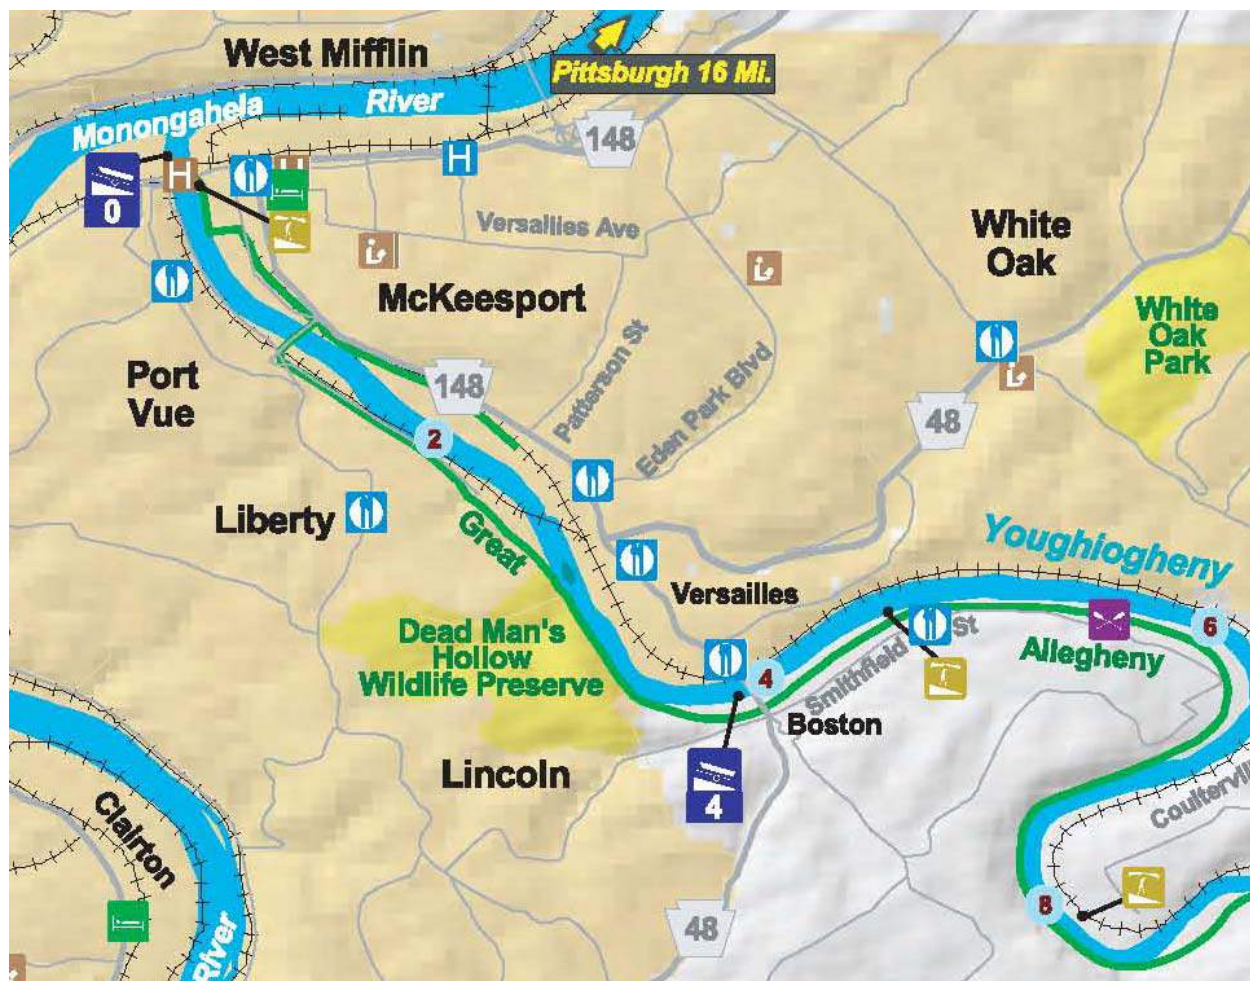 West Mifflin
Pittsburgh 16 Mi.
Monongahela River
148
H
H
0
Versallies Ave
White
Oak
McKeesport
White
Oak
Park
Port
Vue
148
Patterson St
Eden Park Blvd
48
2
Liberty
Great
Youghiogheny
Versailles
Dead Man's
Hollow
Wildlife Preserve
6
Smithfield St
Allegheny
4
Boston
Lincoln
4
Clairton
8
48
River